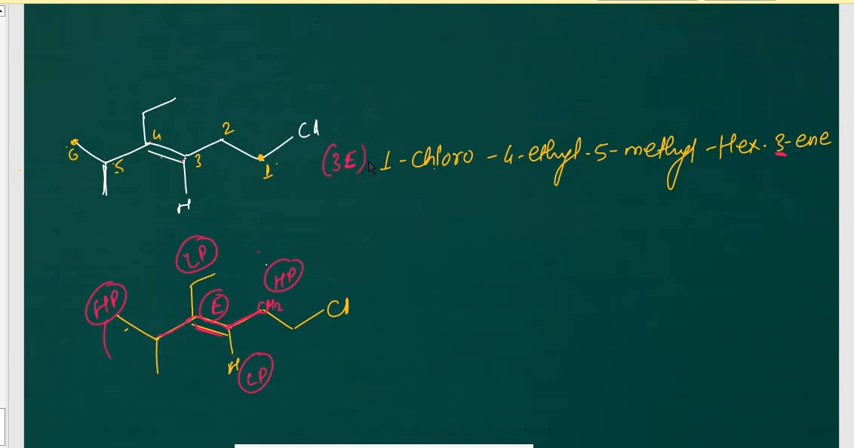 Cl
4
2
6
5
3
1
H
(3E) 1-Chloro-4-ethyl-5-methyl-Hex-3-ene
LP
HP
HP
E
CH2
Cl
H
LP